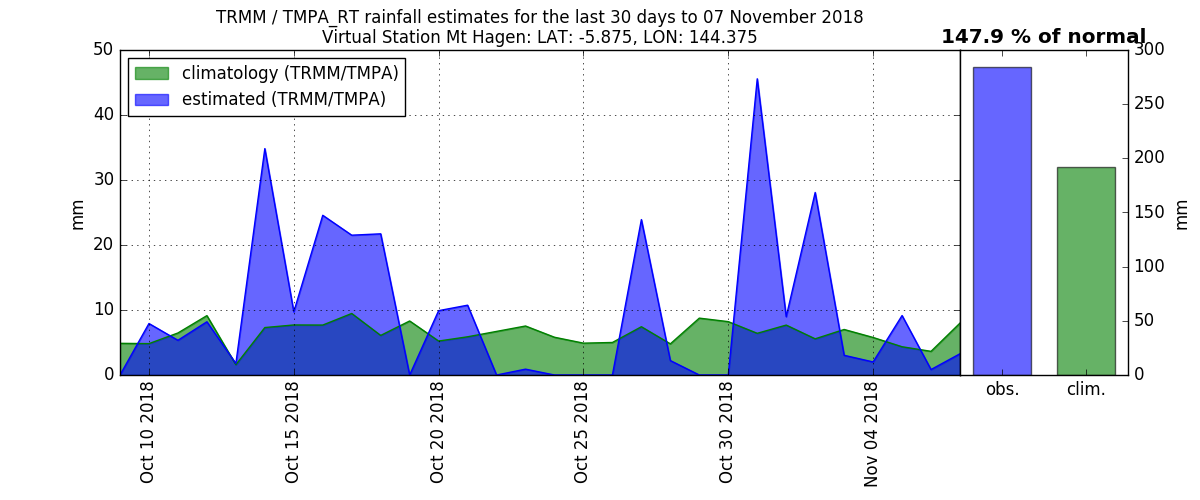 TRMM / TMPA_RT rainfall estimates for the last 30 days to 07 November 2018
Virtual Station Mt Hagen: LAT: -5.875, LON: 144.375
147.9 % of normal
climatology (TRMM/TMPA)
estimated (TRMM/TMPA)
50
40
30
20
10
0
mm
Oct 10 2018
Oct 15 2018
Oct 20 2018
Oct 25 2018
Oct 30 2018
Nov 04 2018
obs.
clim.
300
250
200
150
100
50
0
mm